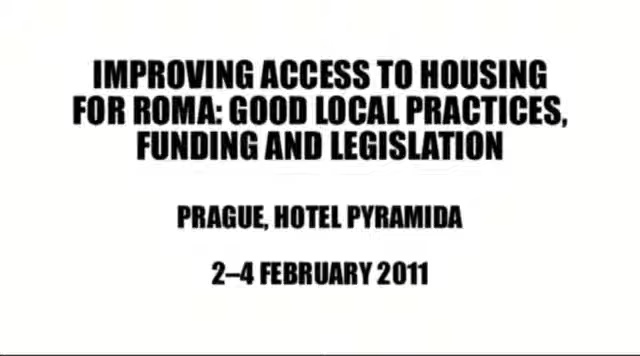 IMPROVING ACCESS TO HOUSING
FOR ROMA: GOOD LOCAL PRACTICES,
FUNDING AND LEGISLATION
PRAGUE, HOTEL PYRAMIDA
2–4 FEBRUARY 2011